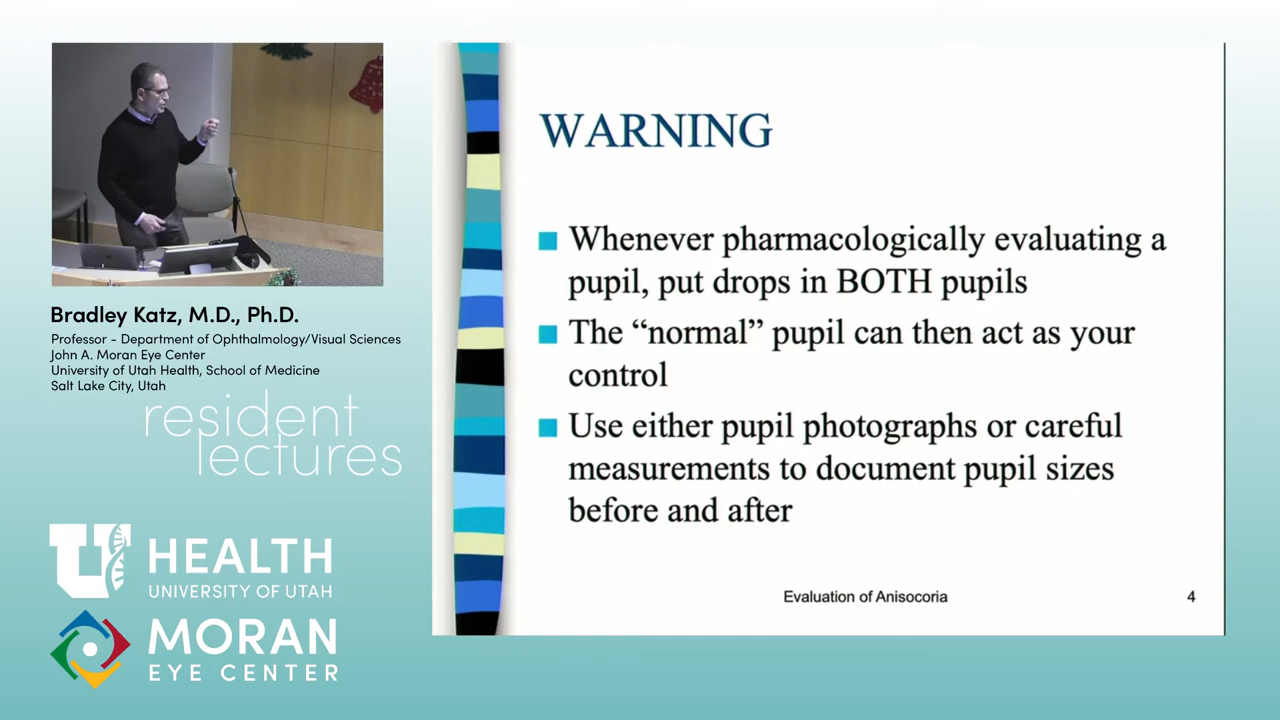 Bradley Katz, M.D., Ph.D.
Professor - Department of Ophthalmology/Visual Sciences
John A. Moran Eye Center
University of Utah Health, School of Medicine
Salt Lake City, Utah
resident
lectures
U
HEALTH
UNIVERSITY OF UTAH
MORAN
EYE CENTER
WARNING
Whenever pharmacologically evaluating a
pupil, put drops in BOTH pupils
The “normal” pupil can then act as your
control
Use either pupil photographs or careful
measurements to document pupil sizes
before and after
Evaluation of Anisocoria
4